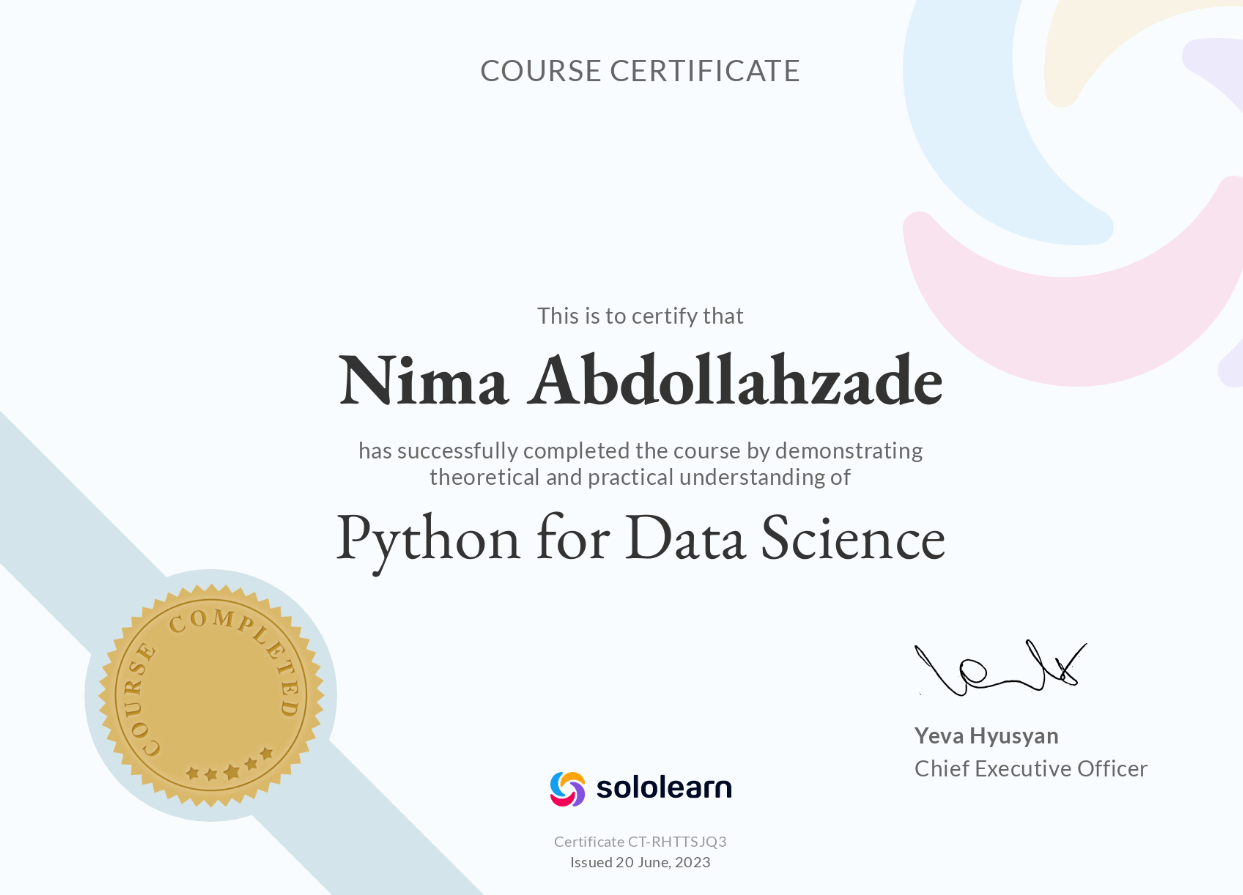 COURSE CERTIFICATE
This is to certify that
Nima Abdollahzade
has successfully completed the course by demonstrating
theoretical and practical understanding of
Python for Data Science
COURSE COMPLETED
Yeva Hyusyan
Chief Executive Officer
sololearn
Certificate CT-RHTTSJQ3
Issued 20 June, 2023